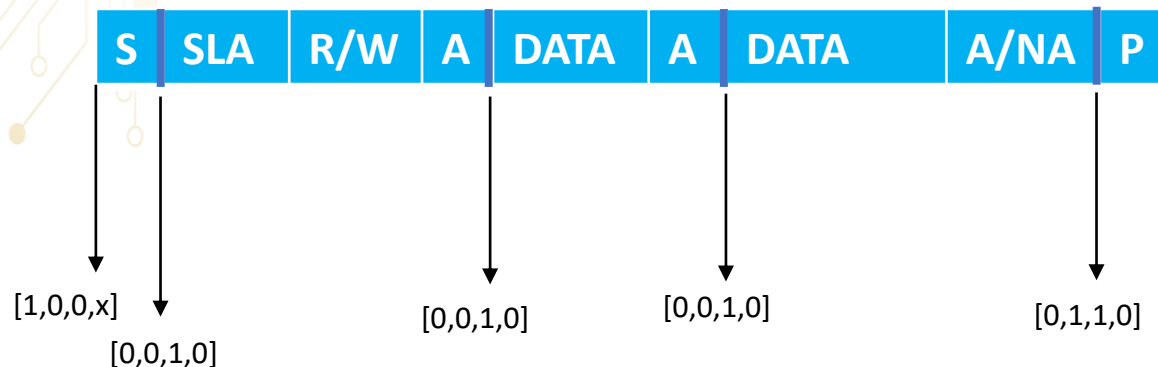 S SLA R/W A DATA A DATA A/NA P
[1,0,0,x]
[0,0,1,0]
[0,0,1,0]
[0,0,1,0]
[0,1,1,0]